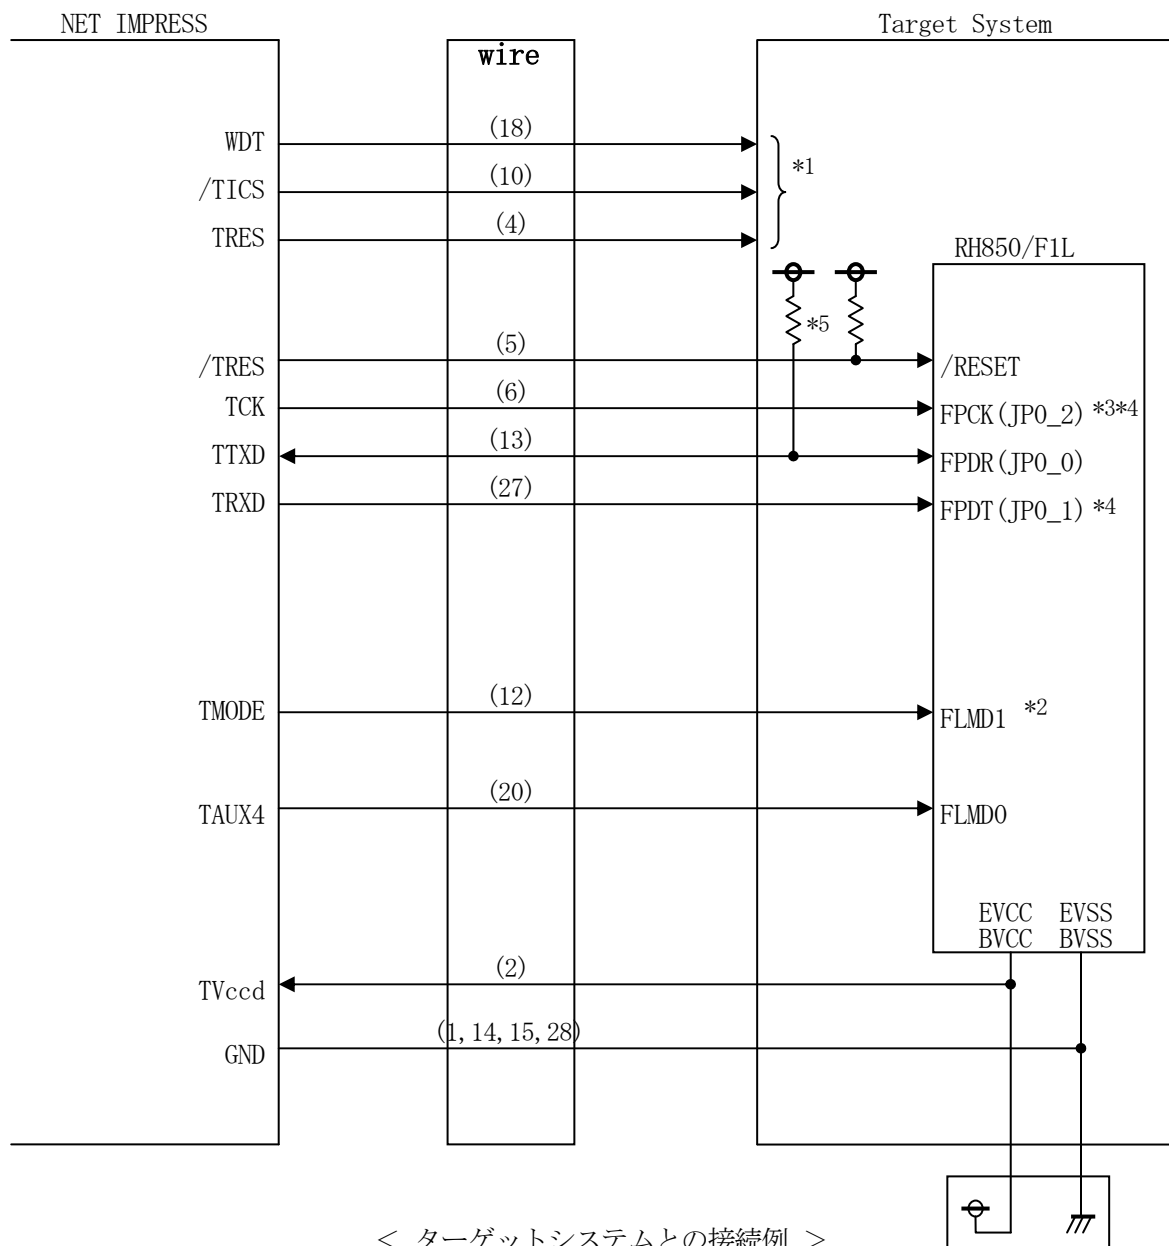 NET IMPRESS
Target System
wire
WDT
(18)
*1
/TICS
(10)
TRES
(4)
RH850/F1L
*5
/TRES
(5)
/RESET
TCK
(6)
FPCK(JP0_2) *3*4
TTXD
(13)
FPDR(JP0_0)
TRXD
(27)
FPDT(JP0_1) *4
TMODE
(12)
FLMD1 *2
TAUX4
(20)
FLMD0
EVCC EVSS
BVCC BVSS
TVccd
(2)
GND
(1,14,15,28)
< ターゲットシステムとの接続例 >